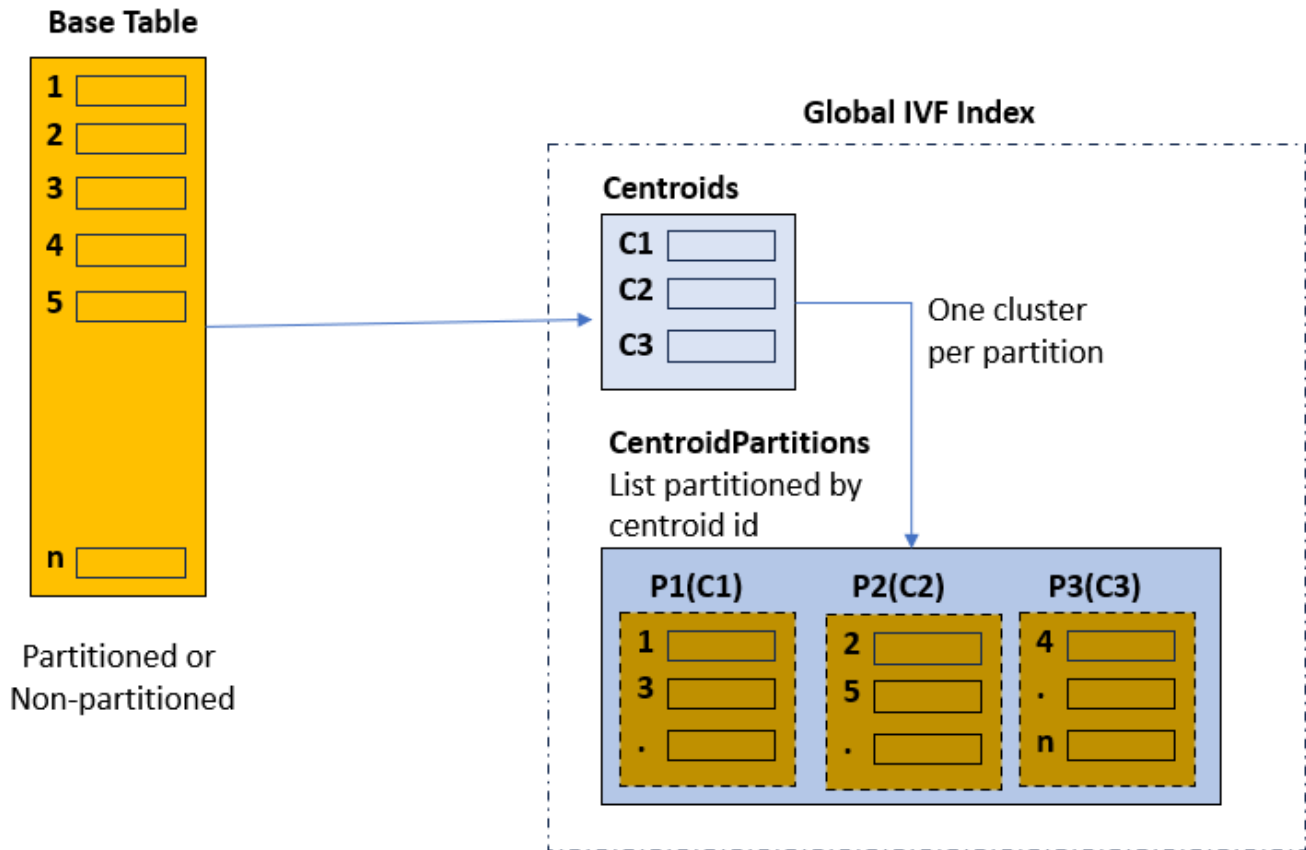 Base Table
1
2
3
4
5
n
Partitioned or
Non-partitioned
Global IVF Index
Centroids
C1
C2
C3
One cluster
per partition
CentroidPartitions
List partitioned by
centroid id
P1(C1)
1
3
.
P2(C2)
2
5
.
P3(C3)
4
.
n